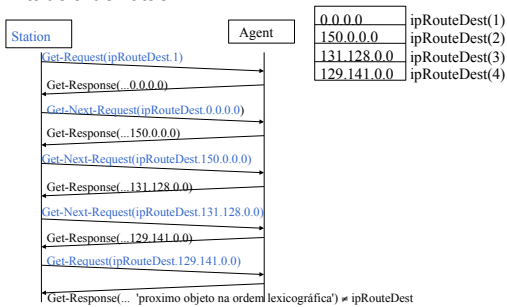 Station
Agent
0.0.0.0 ipRouteDest(1)
150.0.0.0 ipRouteDest(2)
131.128.0.0 ipRouteDest(3)
129.141.0.0 ipRouteDest(4)
Get-Request(ipRouteDest.1)
Get-Response(...0.0.0.0)
Get-Next-Request(ipRouteDest.0.0.0.0)
Get-Response(...150.0.0.0)
Get-Next-Request(ipRouteDest.150.0.0.0)
Get-Response(...131.128.0.0)
Get-Next-Request(ipRouteDest.131.128.0.0)
Get-Response(...129.141.0.0)
Get-Request(ipRouteDest.129.141.0.0)
Get-Response(... 'proximo objeto na ordem lexicográfica') ≠ ipRouteDest